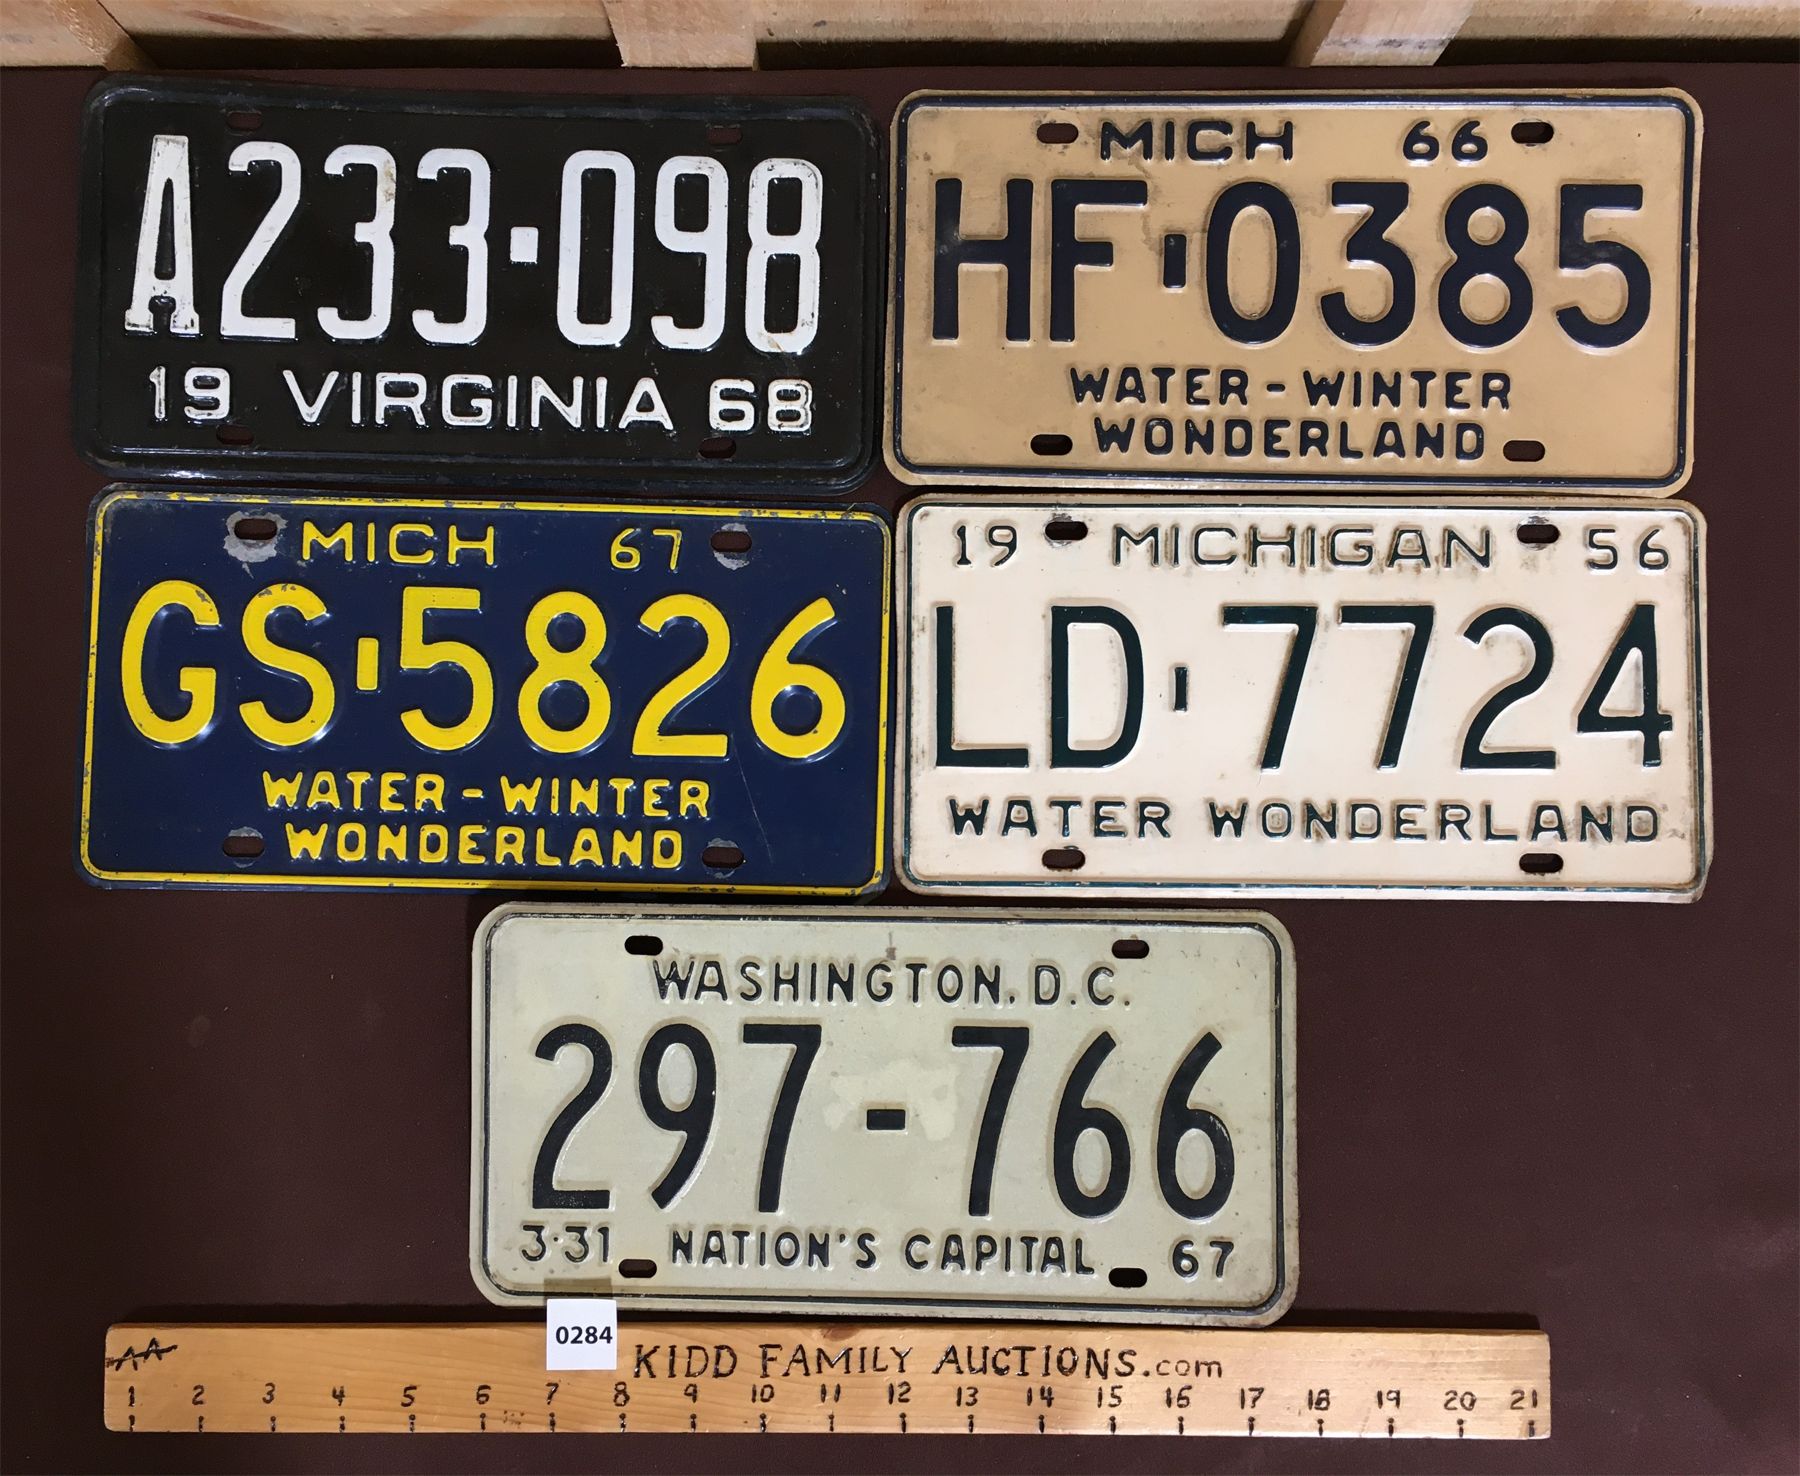 A233-098
19 VIRGINIA 68
MICH 66
HF-0385
WATER-WINTER
WONDERLAND
MICH 67
GS-5826
WATER-WINTER
WONDERLAND
19 MICHIGAN 56
LD-7724
WATER WONDERLAND
WASHINGTON, D.C.
297-766
3·31 NATION'S CAPITAL 67
0284
AA KIDD FAMILY AUCTIONS.com
1 2 3 4 5 6 7 8 9 10 11 12 13 14 15 16 17 18 19 20 21